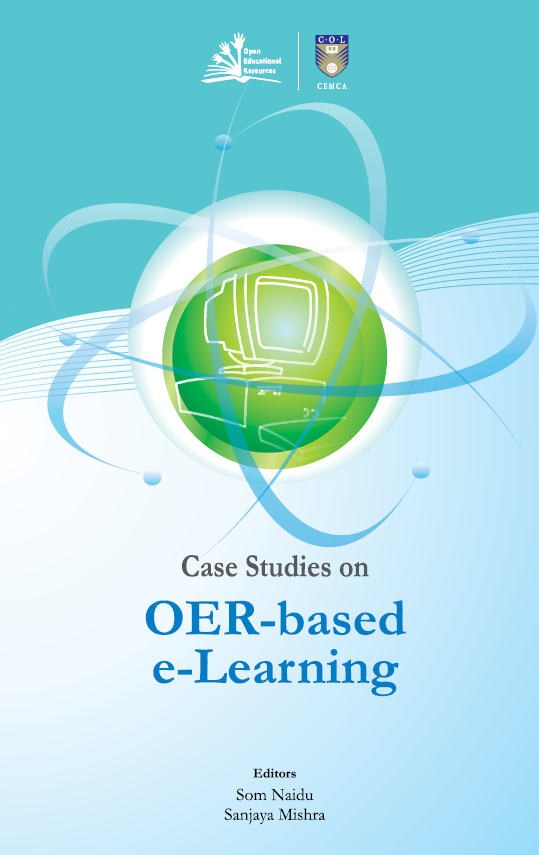 Open
Educational
Resources
C·O·L
CEMCA
Case Studies on
OER-based
e-Learning
Editors
Som Naidu
Sanjaya Mishra